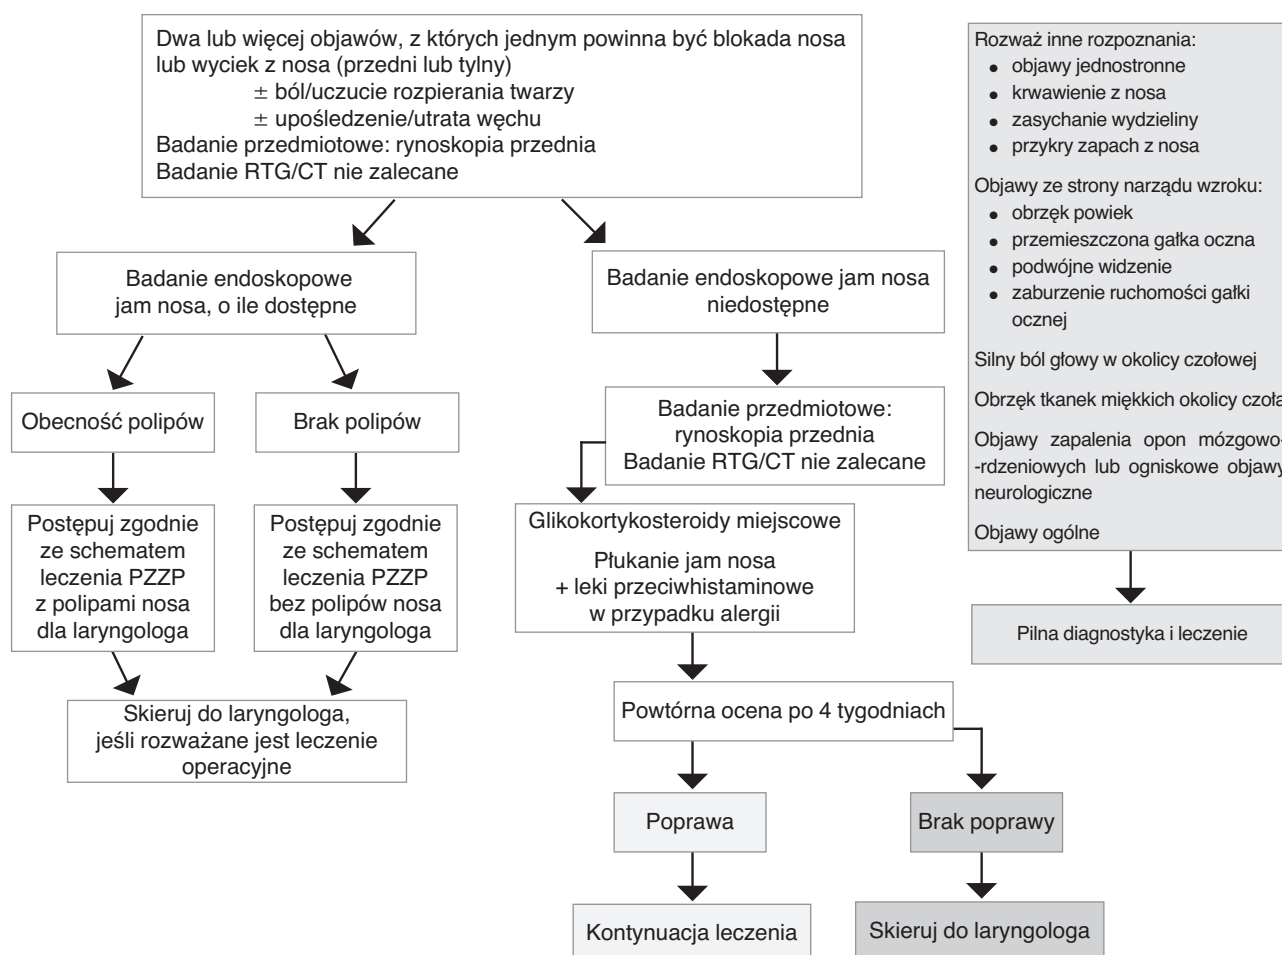 Dwa lub więcej objawów, z których jednym powinna być blokada nosa
lub wyciek z nosa (przedni lub tylny)
± ból/uczucie rozpierania twarzy
± upośledzenie/utrata węchu
Badanie przedmiotowe: rynoskopia przednia
Badanie RTG/CT nie zalecane
Badanie endoskopowe
jam nosa, o ile dostępne
Badanie endoskopowe jam nosa
niedostępne
Obecność polipów
Brak polipów
Badanie przedmiotowe:
rynoskopia przednia
Badanie RTG/CT nie zalecane
Postępuj zgodnie
ze schematem
leczenia PZZP
z polipami nosa
dla laryngologa
Postępuj zgodnie
ze schematem
leczenia PZZP
bez polipów nosa
dla laryngologa
Glikokortykosteroidy miejscowe
Płukanie jam nosa
+ leki przeciwhistaminowe
w przypadku alergii
Skieruj do laryngologa,
jeśli rozważane jest leczenie
operacyjne
Powtórna ocena po 4 tygodniach
Poprawa
Brak poprawy
Kontynuacja leczenia
Skieruj do laryngologa
Rozważ inne rozpoznania:
● objawy jednostronne
● krwawienie z nosa
● zasychanie wydzieliny
● przykry zapach z nosa
Objawy ze strony narządu wzroku:
● obrzęk powiek
● przemieszczona gałka oczna
● podwójne widzenie
● zaburzenie ruchomości gałki
ocznej
Silny ból głowy w okolicy czołowej
Obrzęk tkanek miękkich okolicy czoła
Objawy zapalenia opon mózgowo-
-rdzeniowych lub ogniskowe objawy
neurologiczne
Objawy ogólne
Pilna diagnostyka i leczenie